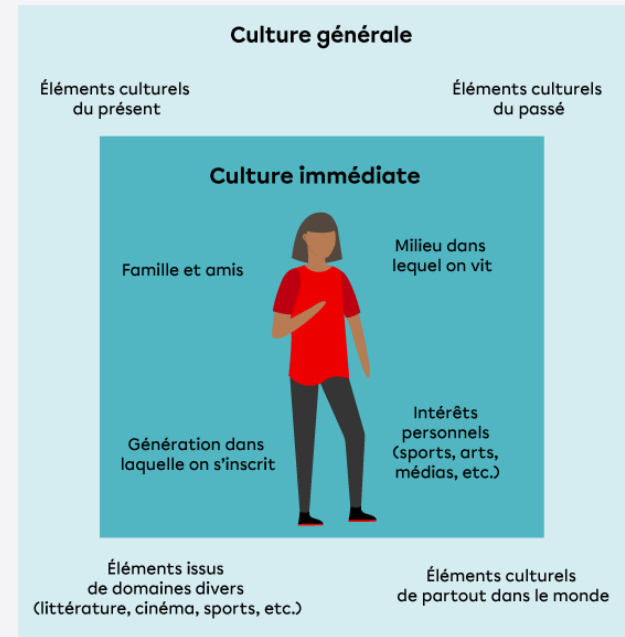 Culture générale
Éléments culturels
du présent
Éléments culturels
du passé
Culture immédiate
Famille et amis
Milieu dans
lequel on vit
Génération dans
laquelle on s'inscrit
Intérêts
personnels
(sports, arts,
médias, etc.)
Éléments issus
de domaines divers
(littérature, cinéma, sports, etc.)
Éléments culturels
de partout dans le monde